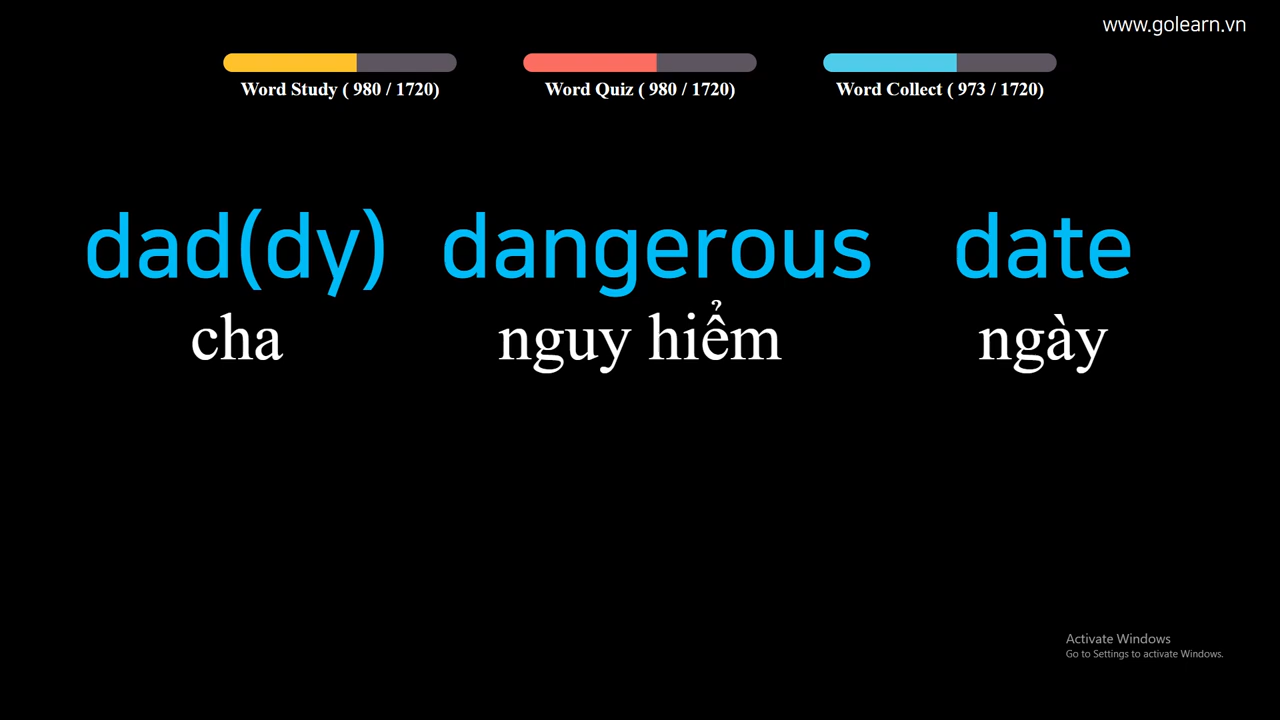 www.golearn.vn
Word Study ( 980 / 1720) Word Quiz ( 980 / 1720) Word Collect ( 973 / 1720)
dad(dy) dangerous date
cha nguy hiểm ngày
Activate Windows
Go to Settings to activate Windows.